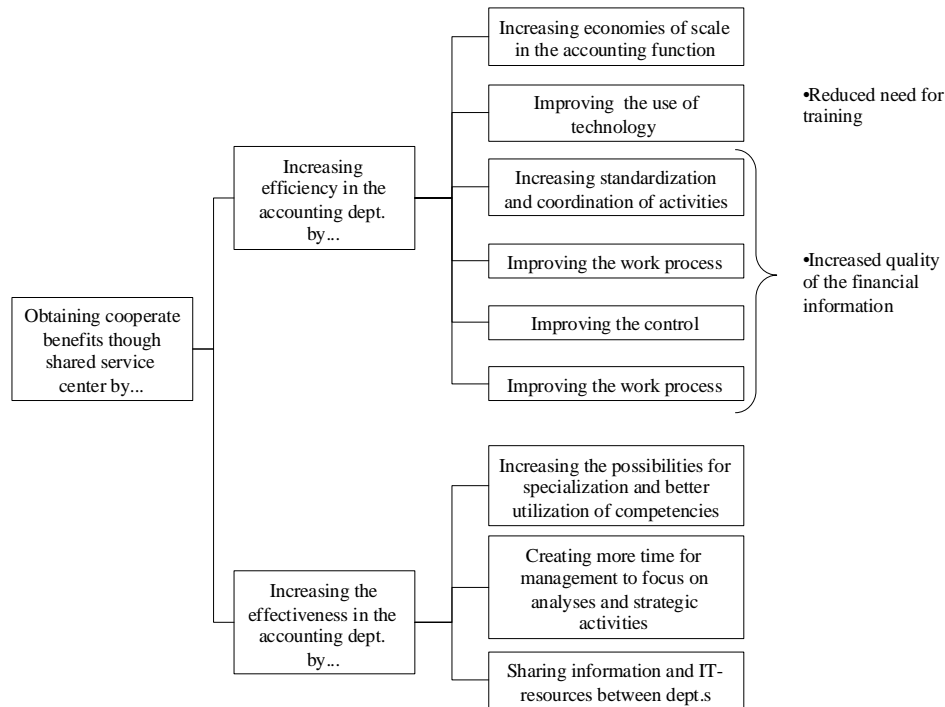 Increasing economies of scale
in the accounting function
Improving the use of
technology
•Reduced need for
training
Increasing
efficiency in the
accounting dept.
by...
Increasing standardization
and coordination of activities
Improving the work process
•Increased quality
of the financial
information
Improving the control
Improving the work process
Obtaining cooperate
benefits though
shared service
center by...
Increasing the possibilities for
specialization and better
utilization of competencies
Increasing the
effectiveness in the
accounting dept.
by...
Creating more time for
management to focus on
analyses and strategic
activities
Sharing information and IT-
resources between dept.s